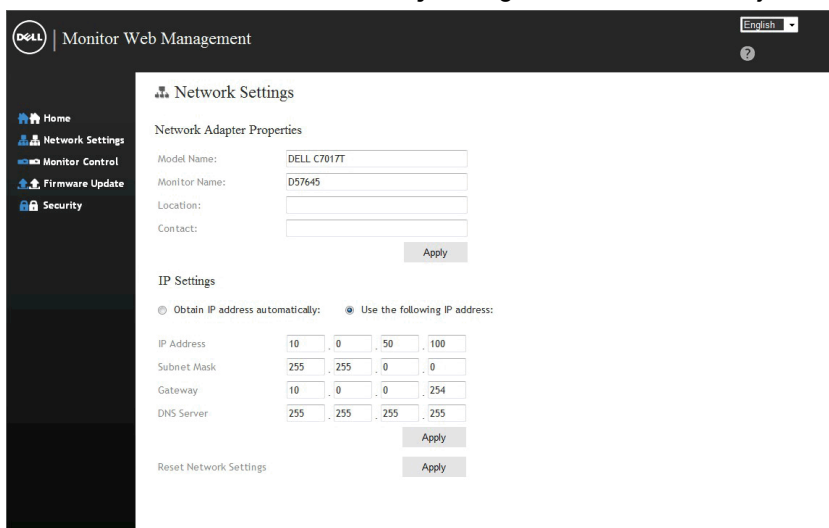 DELL | Monitor Web Management
English
?
Home
Network Settings
Monitor Control
Firmware Update
Security
Network Settings
Network Adapter Properties
Model Name: DELL C7017T
Monitor Name: D57645
Location:
Contact:
Apply
IP Settings
Obtain IP address automatically: Use the following IP address:
IP Address 10 . 0 . 50 . 100
Subnet Mask 255 . 255 . 0 . 0
Gateway 10 . 0 . 0 . 254
DNS Server 255 . 255 . 255 . 255
Apply
Reset Network Settings Apply